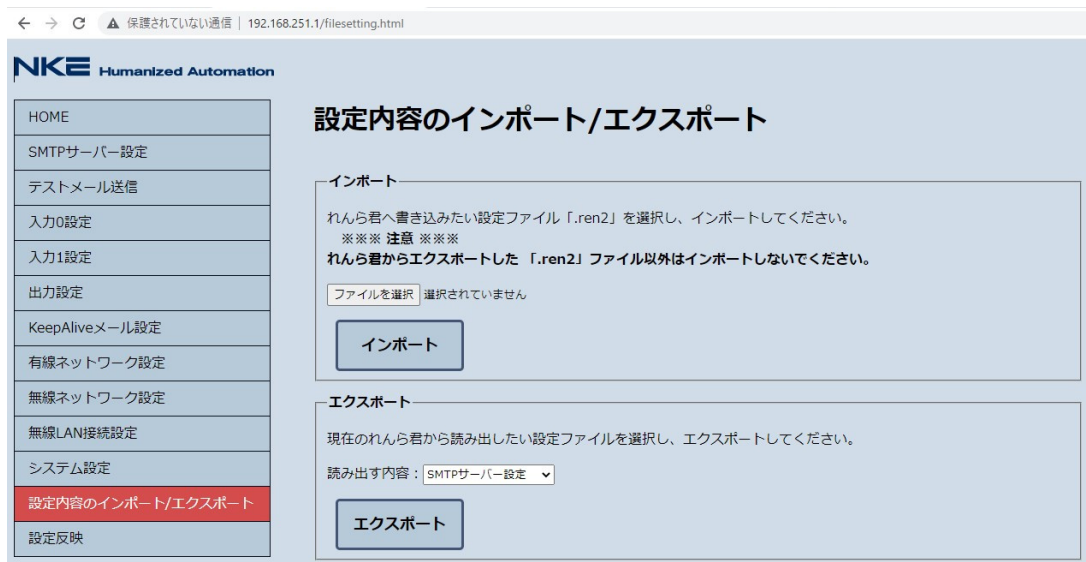 保護されていない通信 | 192.168.251.1/filesetting.html
NKE Humanized Automation
HOME
SMTPサーバー設定
テストメール送信
入力0設定
入力1設定
出力設定
KeepAliveメール設定
有線ネットワーク設定
無線ネットワーク設定
無線LAN接続設定
システム設定
設定内容のインポート/エクスポート
設定反映
設定内容のインポート/エクスポート
インポート
れんら君へ書き込みたい設定ファイル「.ren2」を選択し、インポートしてください。
※※※ 注意 ※※※
れんら君からエクスポートした 「.ren2」ファイル以外はインポートしないでください。
ファイルを選択 選択されていません
インポート
エクスポート
現在のれんら君から読み出したい設定ファイルを選択し、エクスポートしてください。
読み出す内容：SMTPサーバー設定
エクスポート